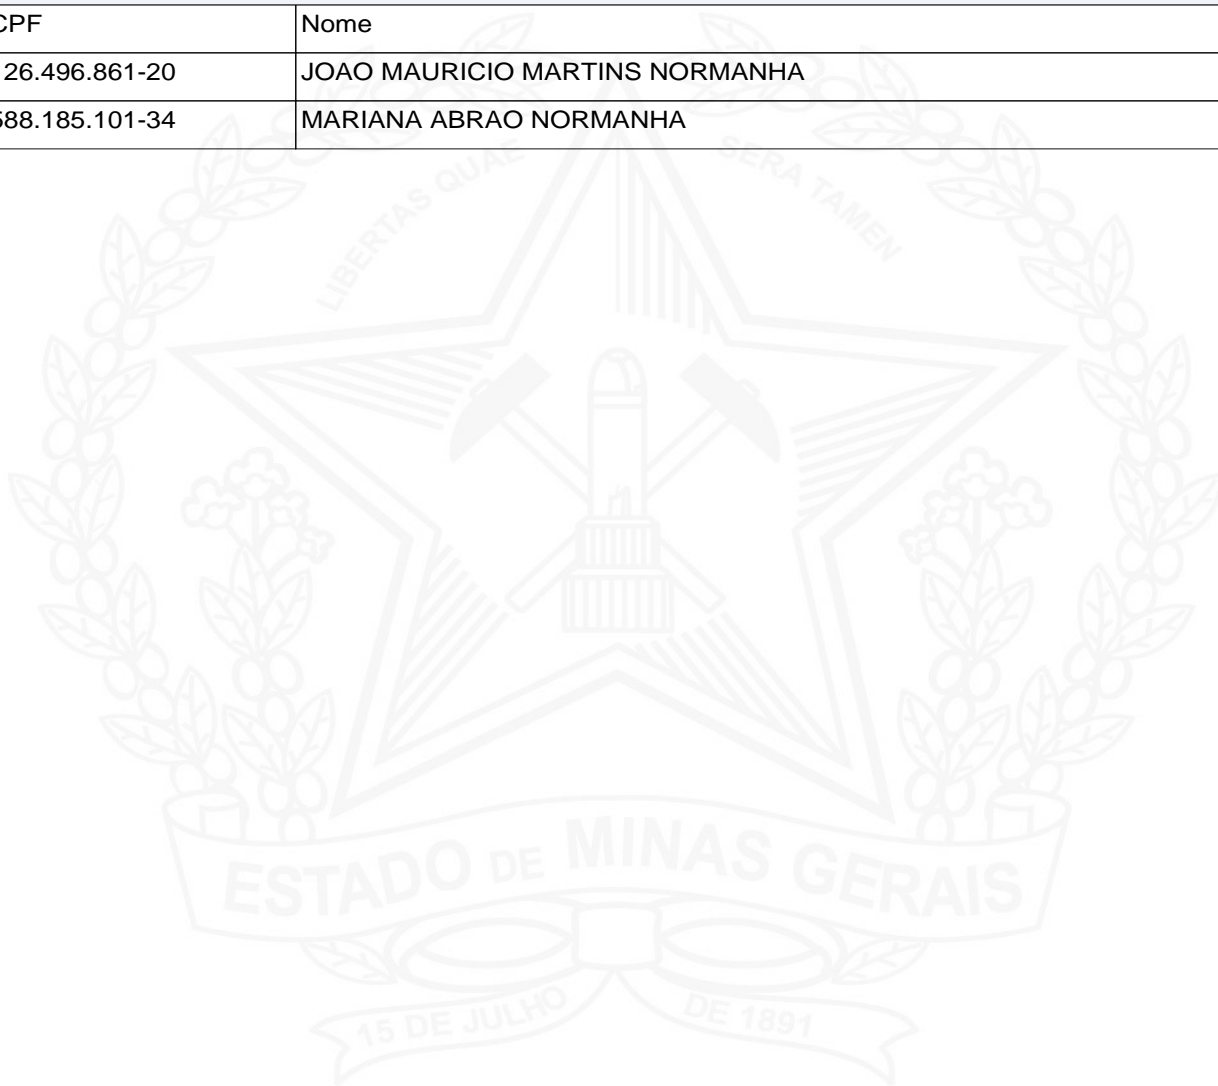 CPF Nome
26.496.861-20 JOAO MAURICIO MARTINS NORMANHA
588.185.101-34 MARIANA ABRAO NORMANHA
LIBERTAS QUAE SERA TAMEN
ESTADO DE MINAS GERAIS
15 DE JULHO DE 1891